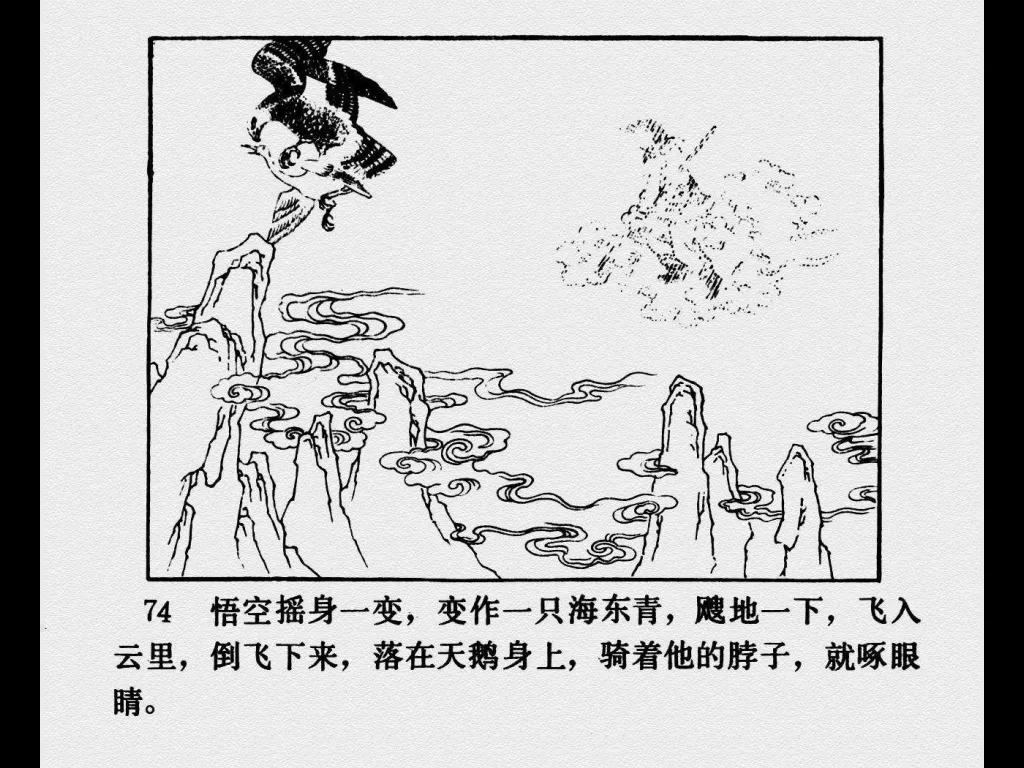 74 悟空摇身一变，变作一只海东青，飕地一下，飞入
云里，倒飞下来，落在天鹅身上，骑着他的脖子，就啄眼
睛。